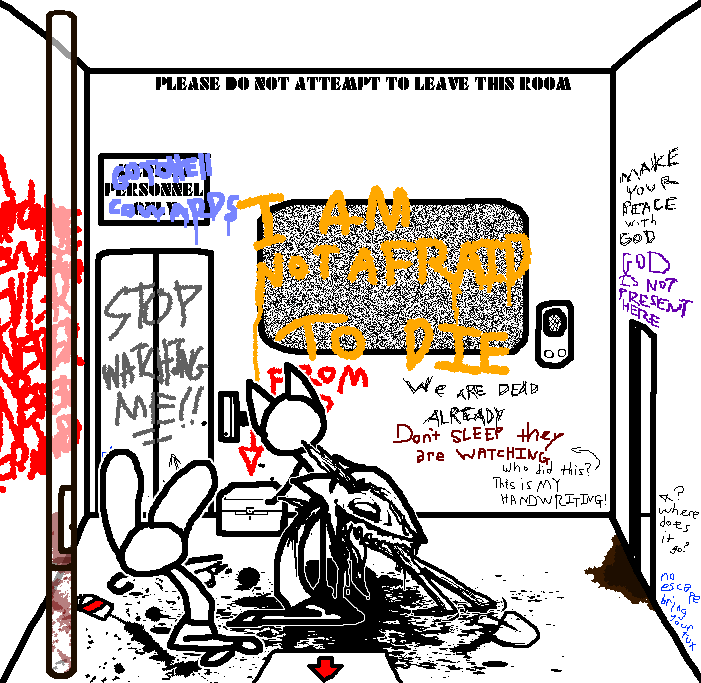 PLEASE DO NOT ATTEMPT TO LEAVE THIS ROOM
GO TO HELL
COWARDS
PERSONNEL
ONLY
I AM
NOT AFRAID
TO DIE
STOP
WATCHING
ME!!
FROM
WE ARE DEAD
ALREADY
Don't SLEEP they
are WATCHING
who did this?
This is MY
HANDWRITING!
MAKE
YOUR
PEACE
with
GOD
GOD
IS NOT
PRESENT
HERE
?
where
does
it
go?
no
escape
bring
your
tux